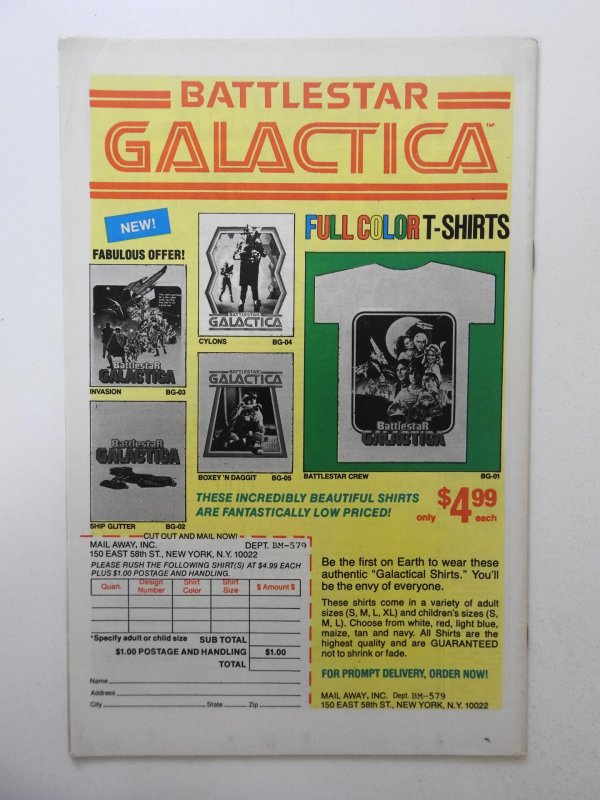 BATTLESTAR
GALACTICA™
NEW!
FABULOUS OFFER!
FULL COLOR T-SHIRTS
BATTLESTAR
GALACTICA
CYLONS BG-04
BattlestaR
GALACTICA
INVASION BG-03
BATTLESTAR
GALACTICA
BOXEY 'N DAGGIT BG-05
BattlestaR
GALACTICA
SHIP GLITTER BG-02
BattlestaR
GALACTICA
BATTLESTAR CREW BG-01
THESE INCREDIBLY BEAUTIFUL SHIRTS
ARE FANTASTICALLY LOW PRICED!
only $4.99 each
CUT OUT AND MAIL NOW!
MAIL AWAY, INC. DEPT. BM-579
150 EAST 58th ST., NEW YORK, N.Y. 10022
PLEASE RUSH THE FOLLOWING SHIRT(S) AT $4.99 EACH
PLUS $1.00 POSTAGE AND HANDLING.
Quan. Design Number Shirt Color Shirt Size $ Amount $
*Specify adult or child size SUB TOTAL
$1.00 POSTAGE AND HANDLING $1.00
TOTAL
Name
Address
City State Zip
Be the first on Earth to wear these
authentic "Galactical Shirts." You'll
be the envy of everyone.
These shirts come in a variety of adult
sizes (S, M, L, XL) and children's sizes (S,
M, L). Choose from white, red, light blue,
maize, tan and navy. All Shirts are the
highest quality and are GUARANTEED
not to shrink or fade.
FOR PROMPT DELIVERY, ORDER NOW!
MAIL AWAY, INC. Dept. BM-579
150 EAST 58th ST., NEW YORK, N.Y. 10022